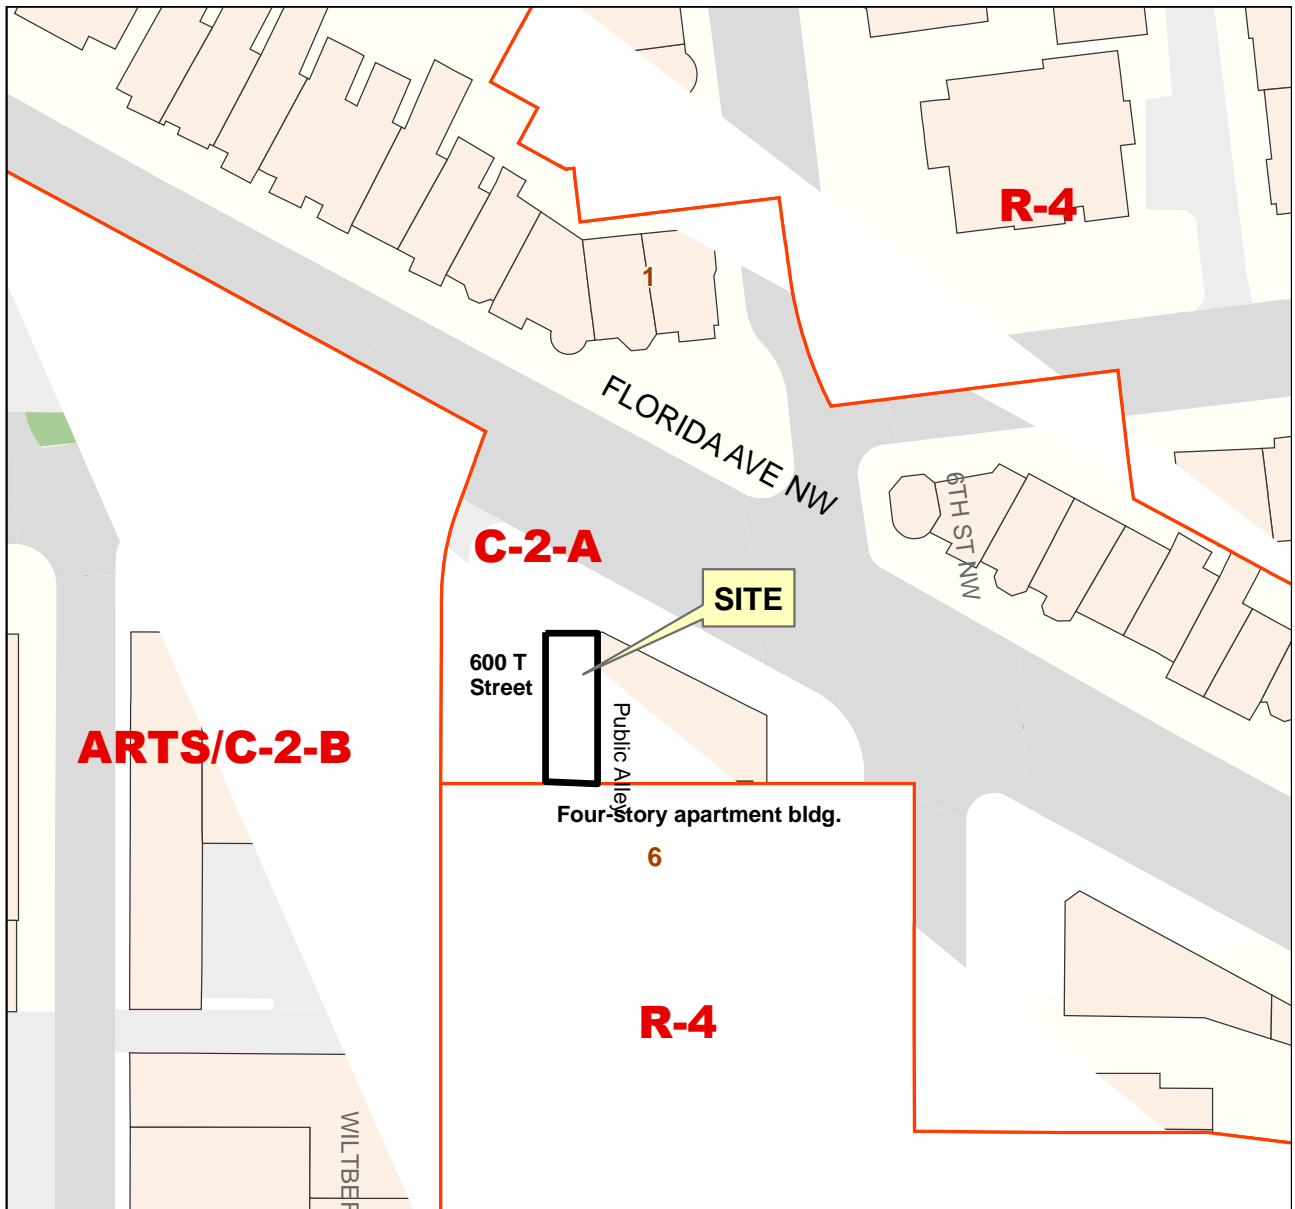 R-4
1
FLORIDA AVE NW
6TH ST NW
C-2-A
SITE
600 T
Street
Public Alley
ARTS/C-2-B
Four-story apartment bldg.
6
R-4